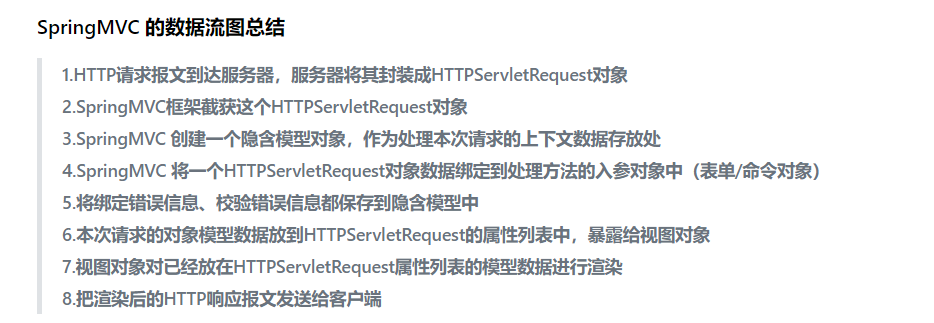 SpringMVC 的数据流图总结
1.HTTP请求报文到达服务器，服务器将其封装成HTTPServletRequest对象
2.SpringMVC框架截获这个HTTPServletRequest对象
3.SpringMVC 创建一个隐含模型对象，作为处理本次请求的上下文数据存放处
4.SpringMVC 将一个HTTPServletRequest对象数据绑定到处理方法的入参对象中（表单/命令对象）
5.将绑定错误信息、校验错误信息都保存到隐含模型中
6.本次请求的对象模型数据放到HTTPServletRequest的属性列表中，暴露给视图对象
7.视图对象对已经放在HTTPServletRequest属性列表的模型数据进行渲染
8.把渲染后的HTTP响应报文发送给客户端